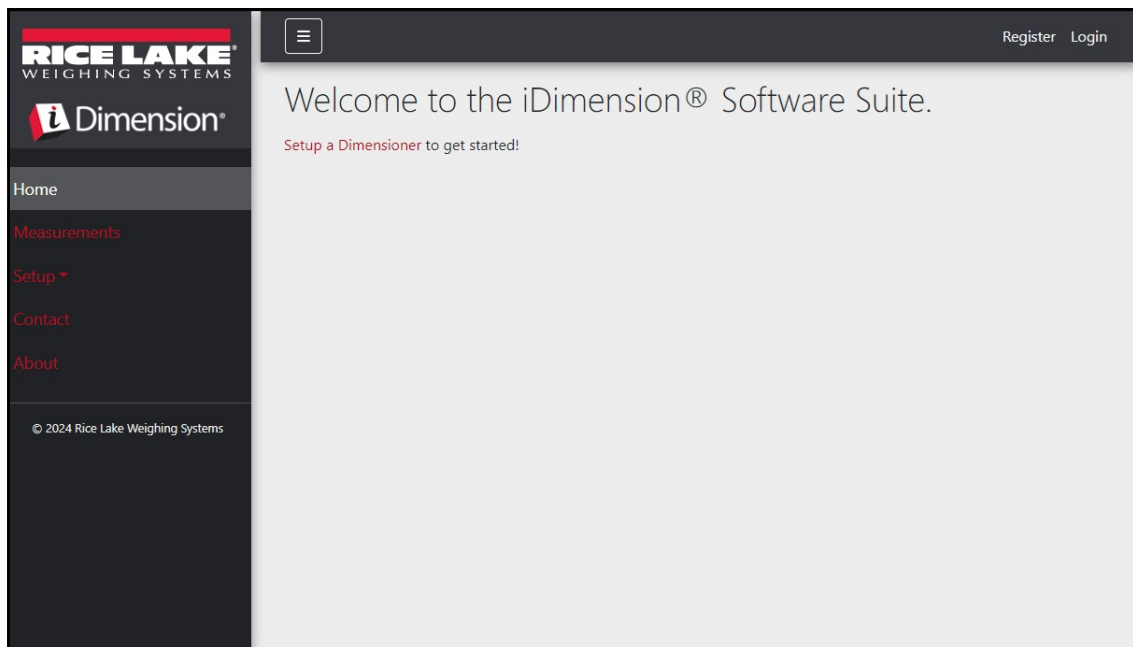 RICE LAKE®
WEIGHING SYSTEMS
i Dimension®
Home
Measurements
Setup
Contact
About
© 2024 Rice Lake Weighing Systems
Register Login
Welcome to the iDimension® Software Suite.
Setup a Dimensioner to get started!